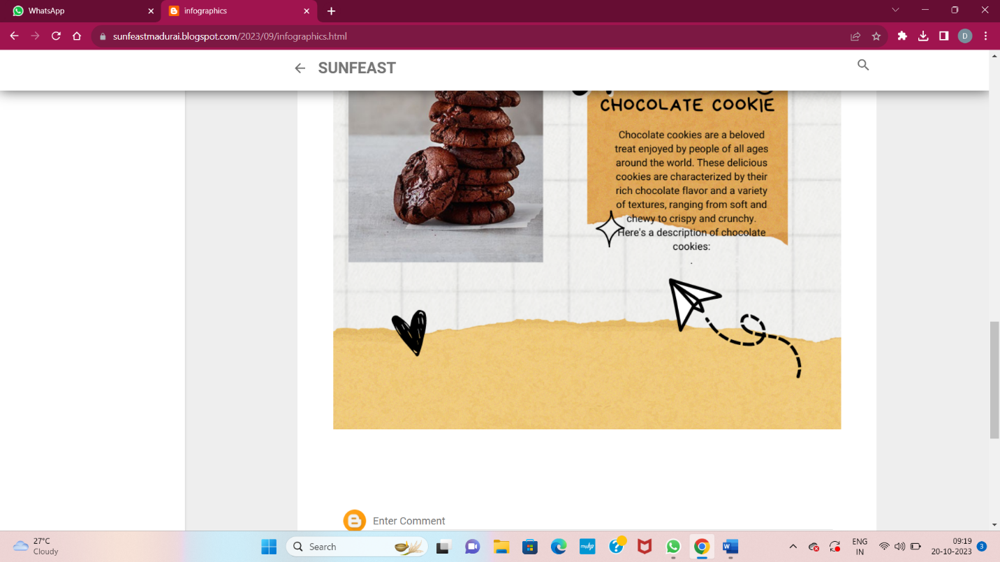 WhatsApp
infographics
sunfeastmadurai.blogspot.com/2023/09/infographics.html
D
SUNFEAST
CHOCOLATE COOKIE
Chocolate cookies are a beloved
treat enjoyed by people of all ages
around the world. These delicious
cookies are characterized by their
rich chocolate flavor and a variety
of textures, ranging from soft and
chewy to crispy and crunchy.
Here's a description of chocolate
cookies:
.
Enter Comment
27°C
Cloudy
Search
myhp
ENG
IN
09:19
20-10-2023
3